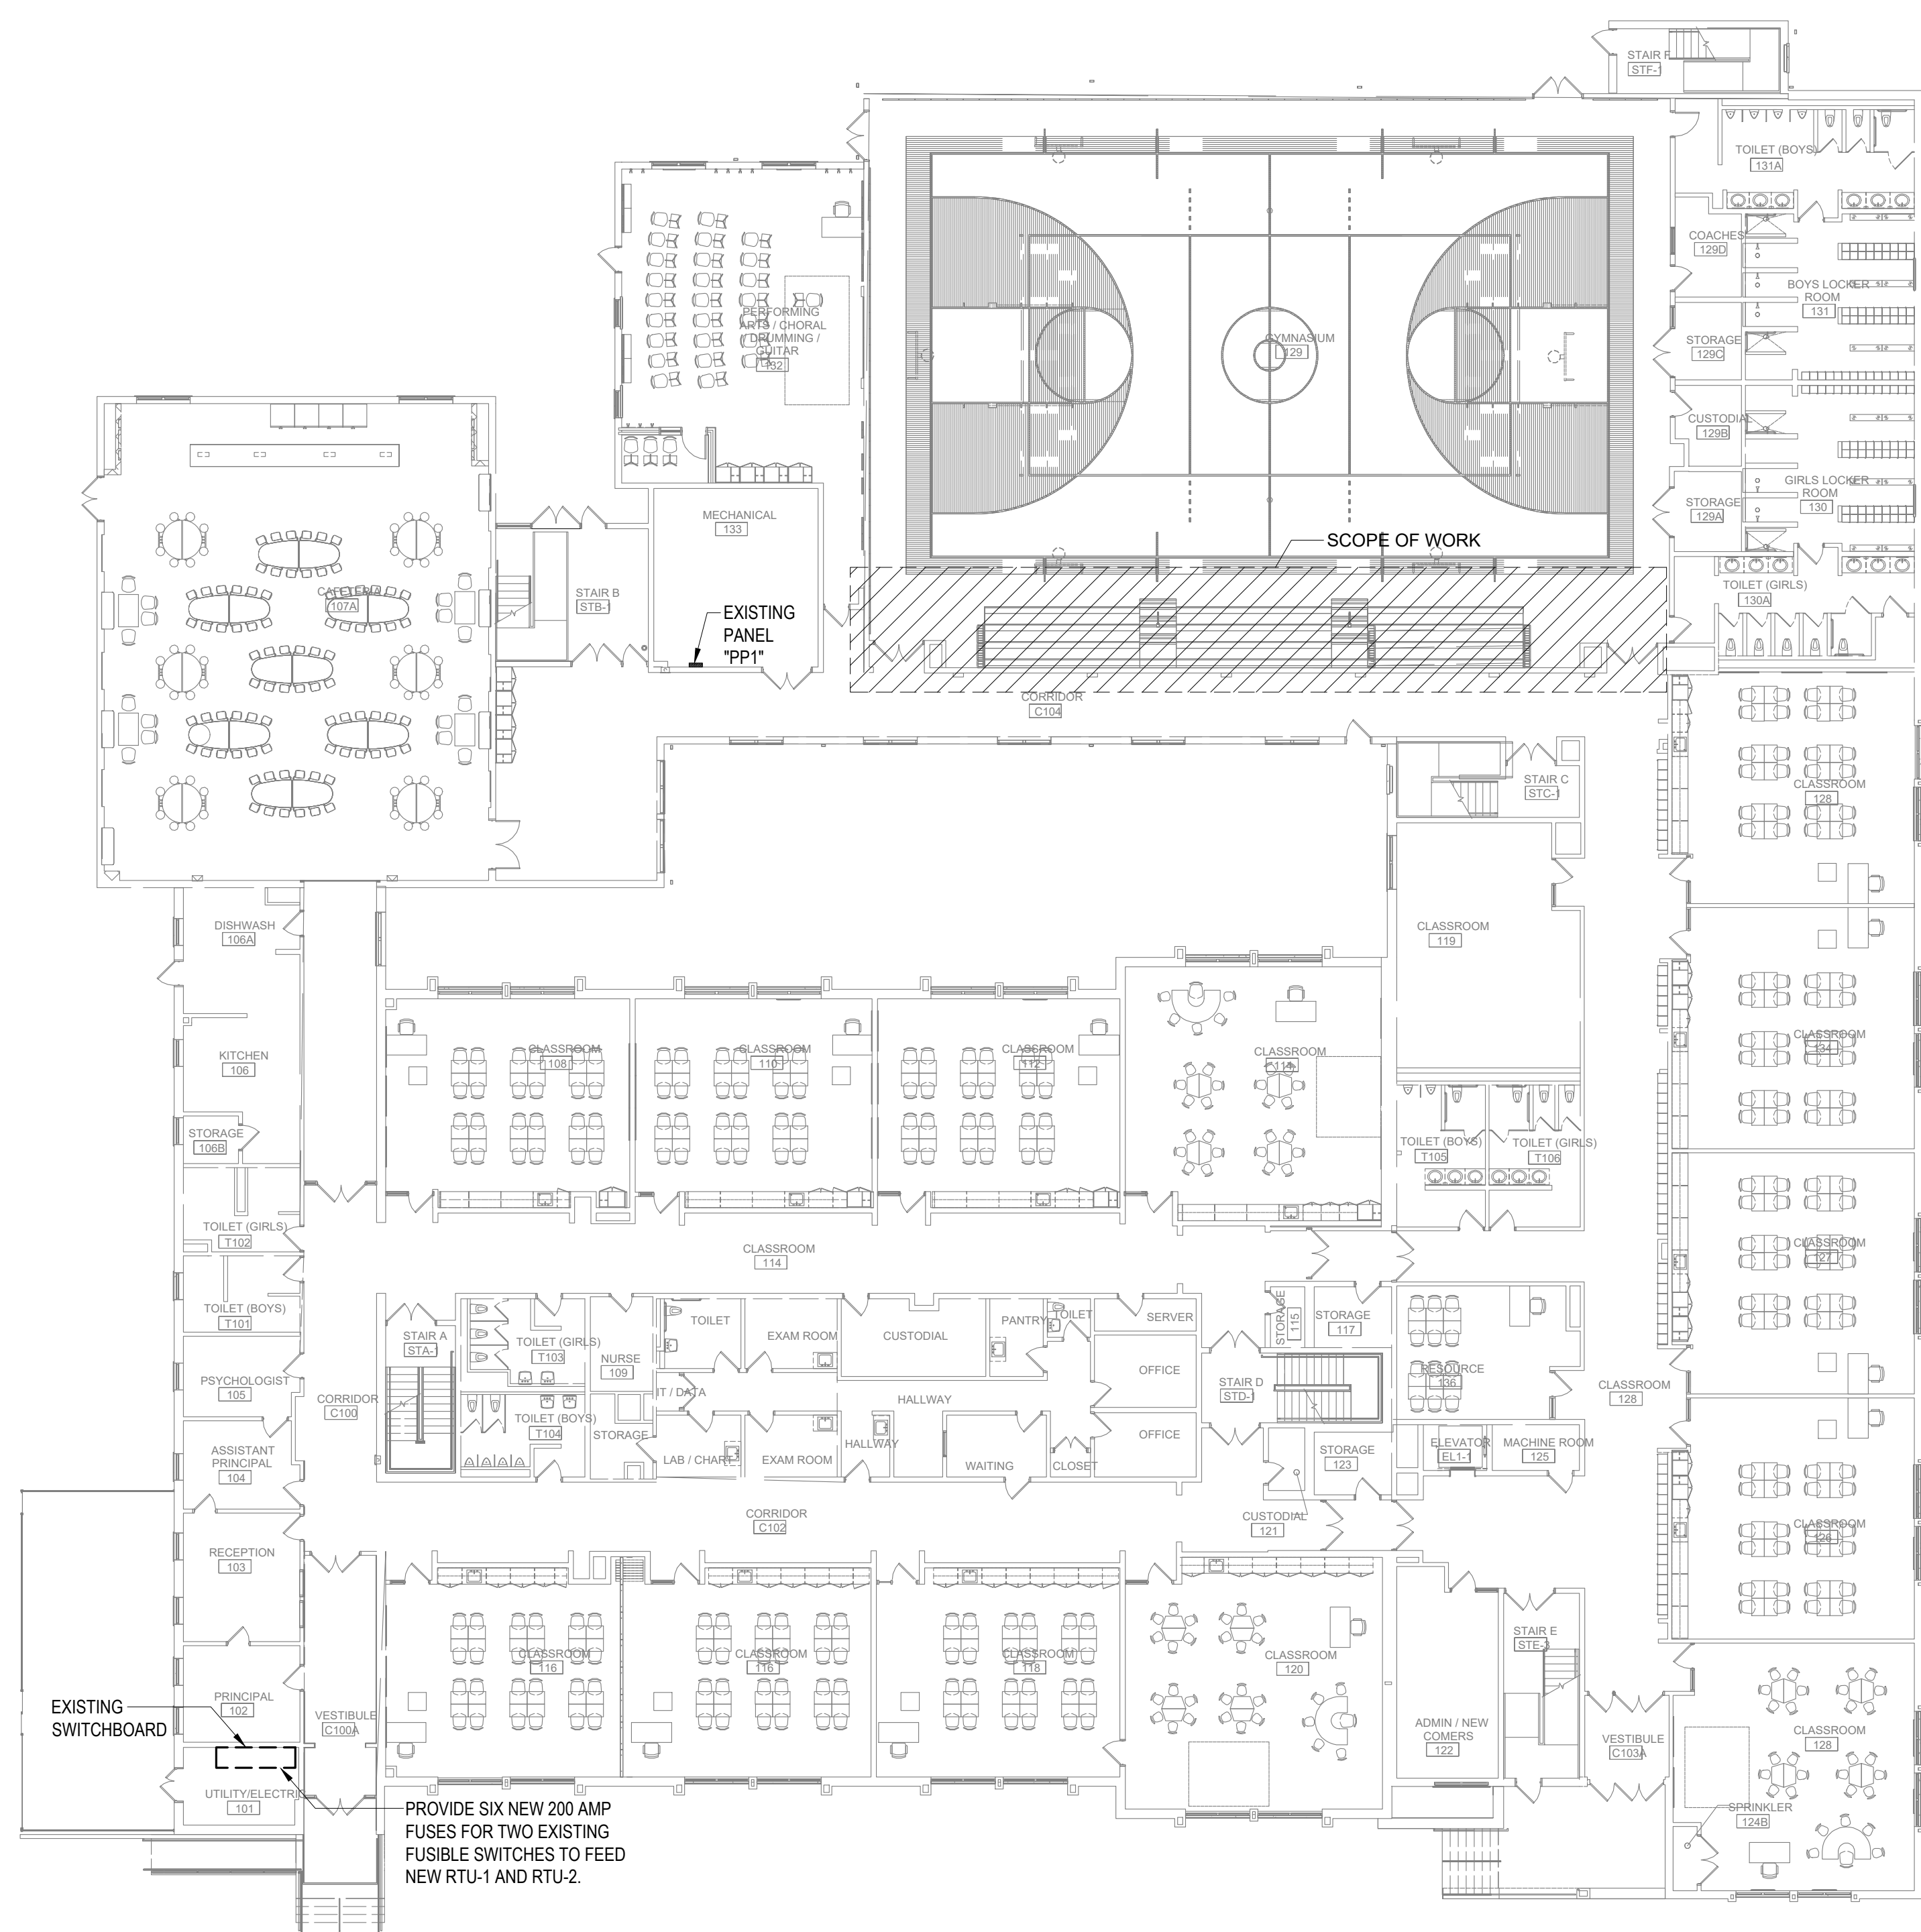 STAIR F
STF-1
TOILET (BOYS)
131A
COACHES
129D
BOYS LOCKER
ROOM
131
PERFORMING
ARTS / CHORAL
/ DRUMMING /
GUITAR
132
GYMNASIUM
129
STORAGE
129C
CUSTODIAL
129B
GIRLS LOCKER
ROOM
130
STORAGE
129A
MECHANICAL
133
SCOPE OF WORK
TOILET (GIRLS)
130A
CAFETERIA
107A
STAIR B
STB-1
EXISTING
PANEL
"PP1"
CORRIDOR
C104
STAIR C
STC-1
CLASSROOM
128
DISHWASH
106A
CLASSROOM
119
KITCHEN
106
CLASSROOM
108
CLASSROOM
110
CLASSROOM
112
CLASSROOM
CLASSROOM
134
STORAGE
106B
TOILET (BOYS)
T105
TOILET (GIRLS)
T106
TOILET (GIRLS)
T102
CLASSROOM
114
CLASSROOM
127
TOILET (BOYS)
T101
STAIR A
STA-1
TOILET (GIRLS)
T103
NURSE
109
TOILET
EXAM ROOM
CUSTODIAL
PANTRY
TOILET
SERVER
STORAGE
115
STORAGE
117
PSYCHOLOGIST
105
CORRIDOR
C100
IT / DATA
HALLWAY
OFFICE
STAIR D
STD-1
RESOURCE
136
CLASSROOM
128
TOILET (BOYS)
T104
STORAGE
LAB / CHART
EXAM ROOM
HALLWAY
WAITING
CLOSET
OFFICE
STORAGE
123
ELEVATOR
EL1-1
MACHINE ROOM
125
ASSISTANT
PRINCIPAL
104
CORRIDOR
C102
CUSTODIAL
121
CLASSROOM
126
RECEPTION
103
CLASSROOM
116
CLASSROOM
116
CLASSROOM
118
CLASSROOM
120
STAIR E
STE-3
PRINCIPAL
102
EXISTING
SWITCHBOARD
VESTIBULE
C100A
ADMIN / NEW
COMERS
122
VESTIBULE
C103A
CLASSROOM
128
UTILITY/ELECTRI
101
PROVIDE SIX NEW 200 AMP
FUSES FOR TWO EXISTING
FUSIBLE SWITCHES TO FEED
NEW RTU-1 AND RTU-2.
SPRINKLER
124B